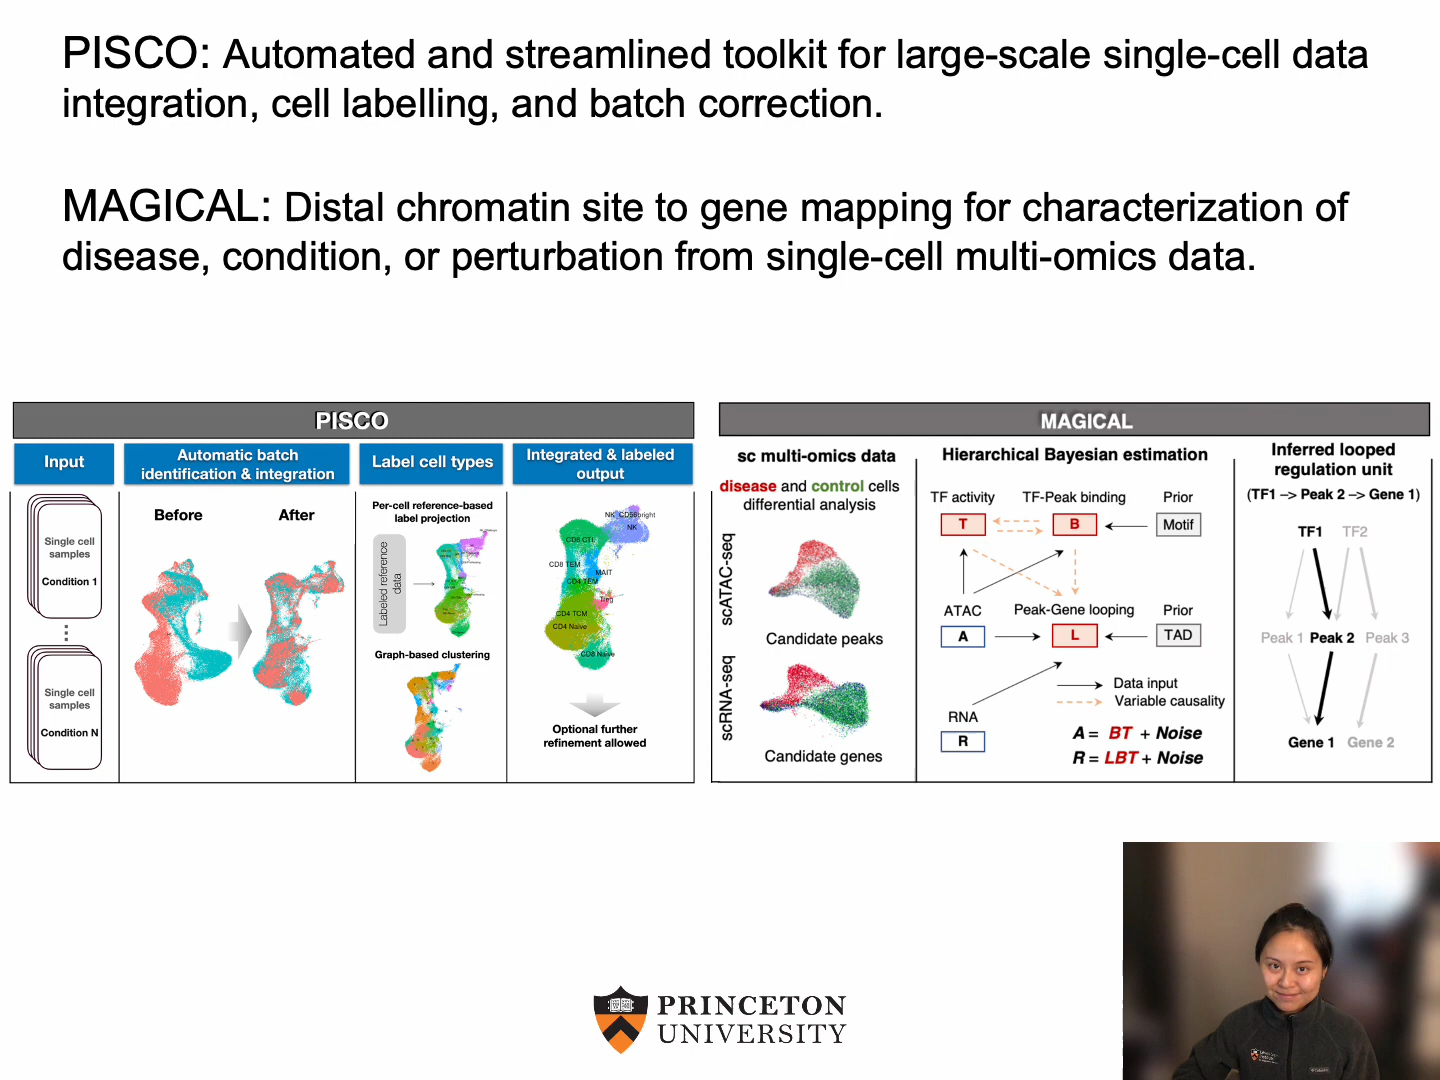 PISCO: Automated and streamlined toolkit for large-scale single-cell data
integration, cell labelling, and batch correction.
MAGICAL: Distal chromatin site to gene mapping for characterization of
disease, condition, or perturbation from single-cell multi-omics data.
PISCO
Input
Automatic batch
identification & integration
Label cell types
Integrated & labeled
output
Single cell
samples
Condition 1
Single cell
samples
Condition N
Before
After
Per-cell reference-based
label projection
Labeled reference
data
Graph-based clustering
NK_CD56bright
NK
CD8 CTL
CD8 TEM
MAIT
CD4 TEM
Treg
CD4 TCM
CD4 Naive
CD8 Naive
Optional further
refinement allowed
MAGICAL
sc multi-omics data
disease and control cells
differential analysis
scATAC-seq
Candidate peaks
scRNA-seq
Candidate genes
Hierarchical Bayesian estimation
TF activity
TF-Peak binding
Prior
T
B
Motif
ATAC
Peak-Gene looping
Prior
A
L
TAD
Data input
Variable causality
RNA
R
A = BT + Noise
R = LBT + Noise
Inferred looped
regulation unit
(TF1 –> Peak 2 –> Gene 1)
TF1
TF2
Peak 1
Peak 2
Peak 3
Gene 1
Gene 2
PRINCETON
UNIVERSITY